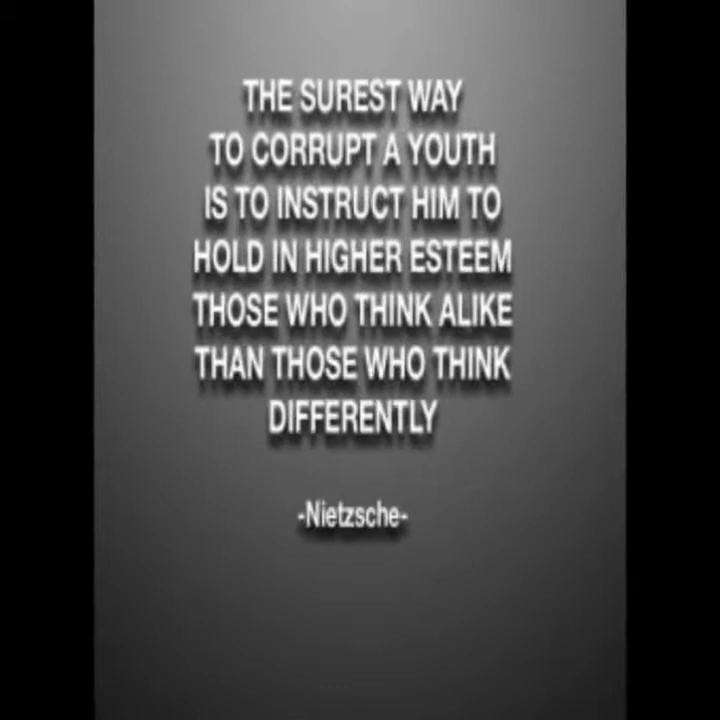 THE SUREST WAY
TO CORRUPT A YOUTH
IS TO INSTRUCT HIM TO
HOLD IN HIGHER ESTEEM
THOSE WHO THINK ALIKE
THAN THOSE WHO THINK
DIFFERENTLY
-Nietzsche-